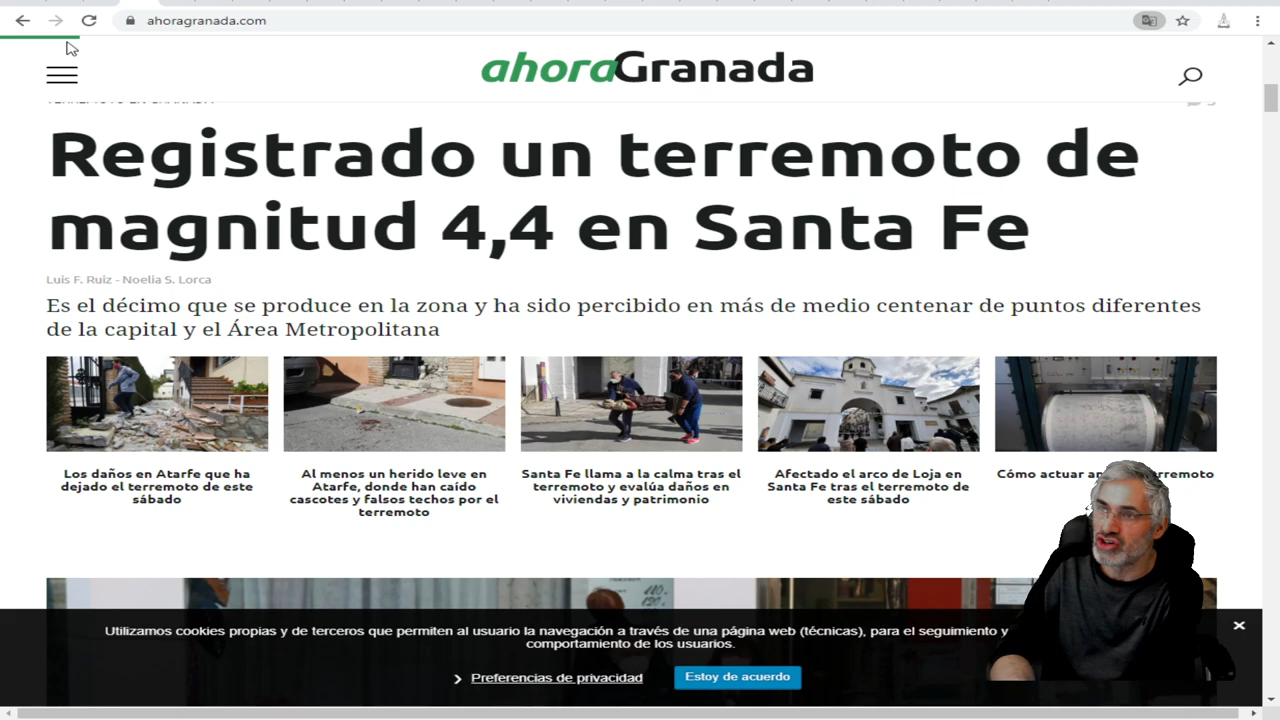 ahoragranada.com
ahoraGranada
TERREMOTO EN GRANADA
Registrado un terremoto de
magnitud 4,4 en Santa Fe
Luis F. Ruiz - Noelia S. Lorca
Es el décimo que se produce en la zona y ha sido percibido en más de medio centenar de puntos diferentes
de la capital y el Área Metropolitana
Los daños en Atarfe que ha
dejado el terremoto de este
sábado
Al menos un herido leve en
Atarfe, donde han caído
cascotes y falsos techos por el
terremoto
Santa Fe llama a la calma tras el
terremoto y evalúa daños en
viviendas y patrimonio
Afectado el arco de Loja en
Santa Fe tras el terremoto de
este sábado
Cómo actuar an terremoto
110.
Utilizamos cookies propias y de terceros que permiten al usuario la navegación a través de una página web (técnicas), para el seguimiento y
comportamiento de los usuarios.
Preferencias de privacidad
Estoy de acuerdo